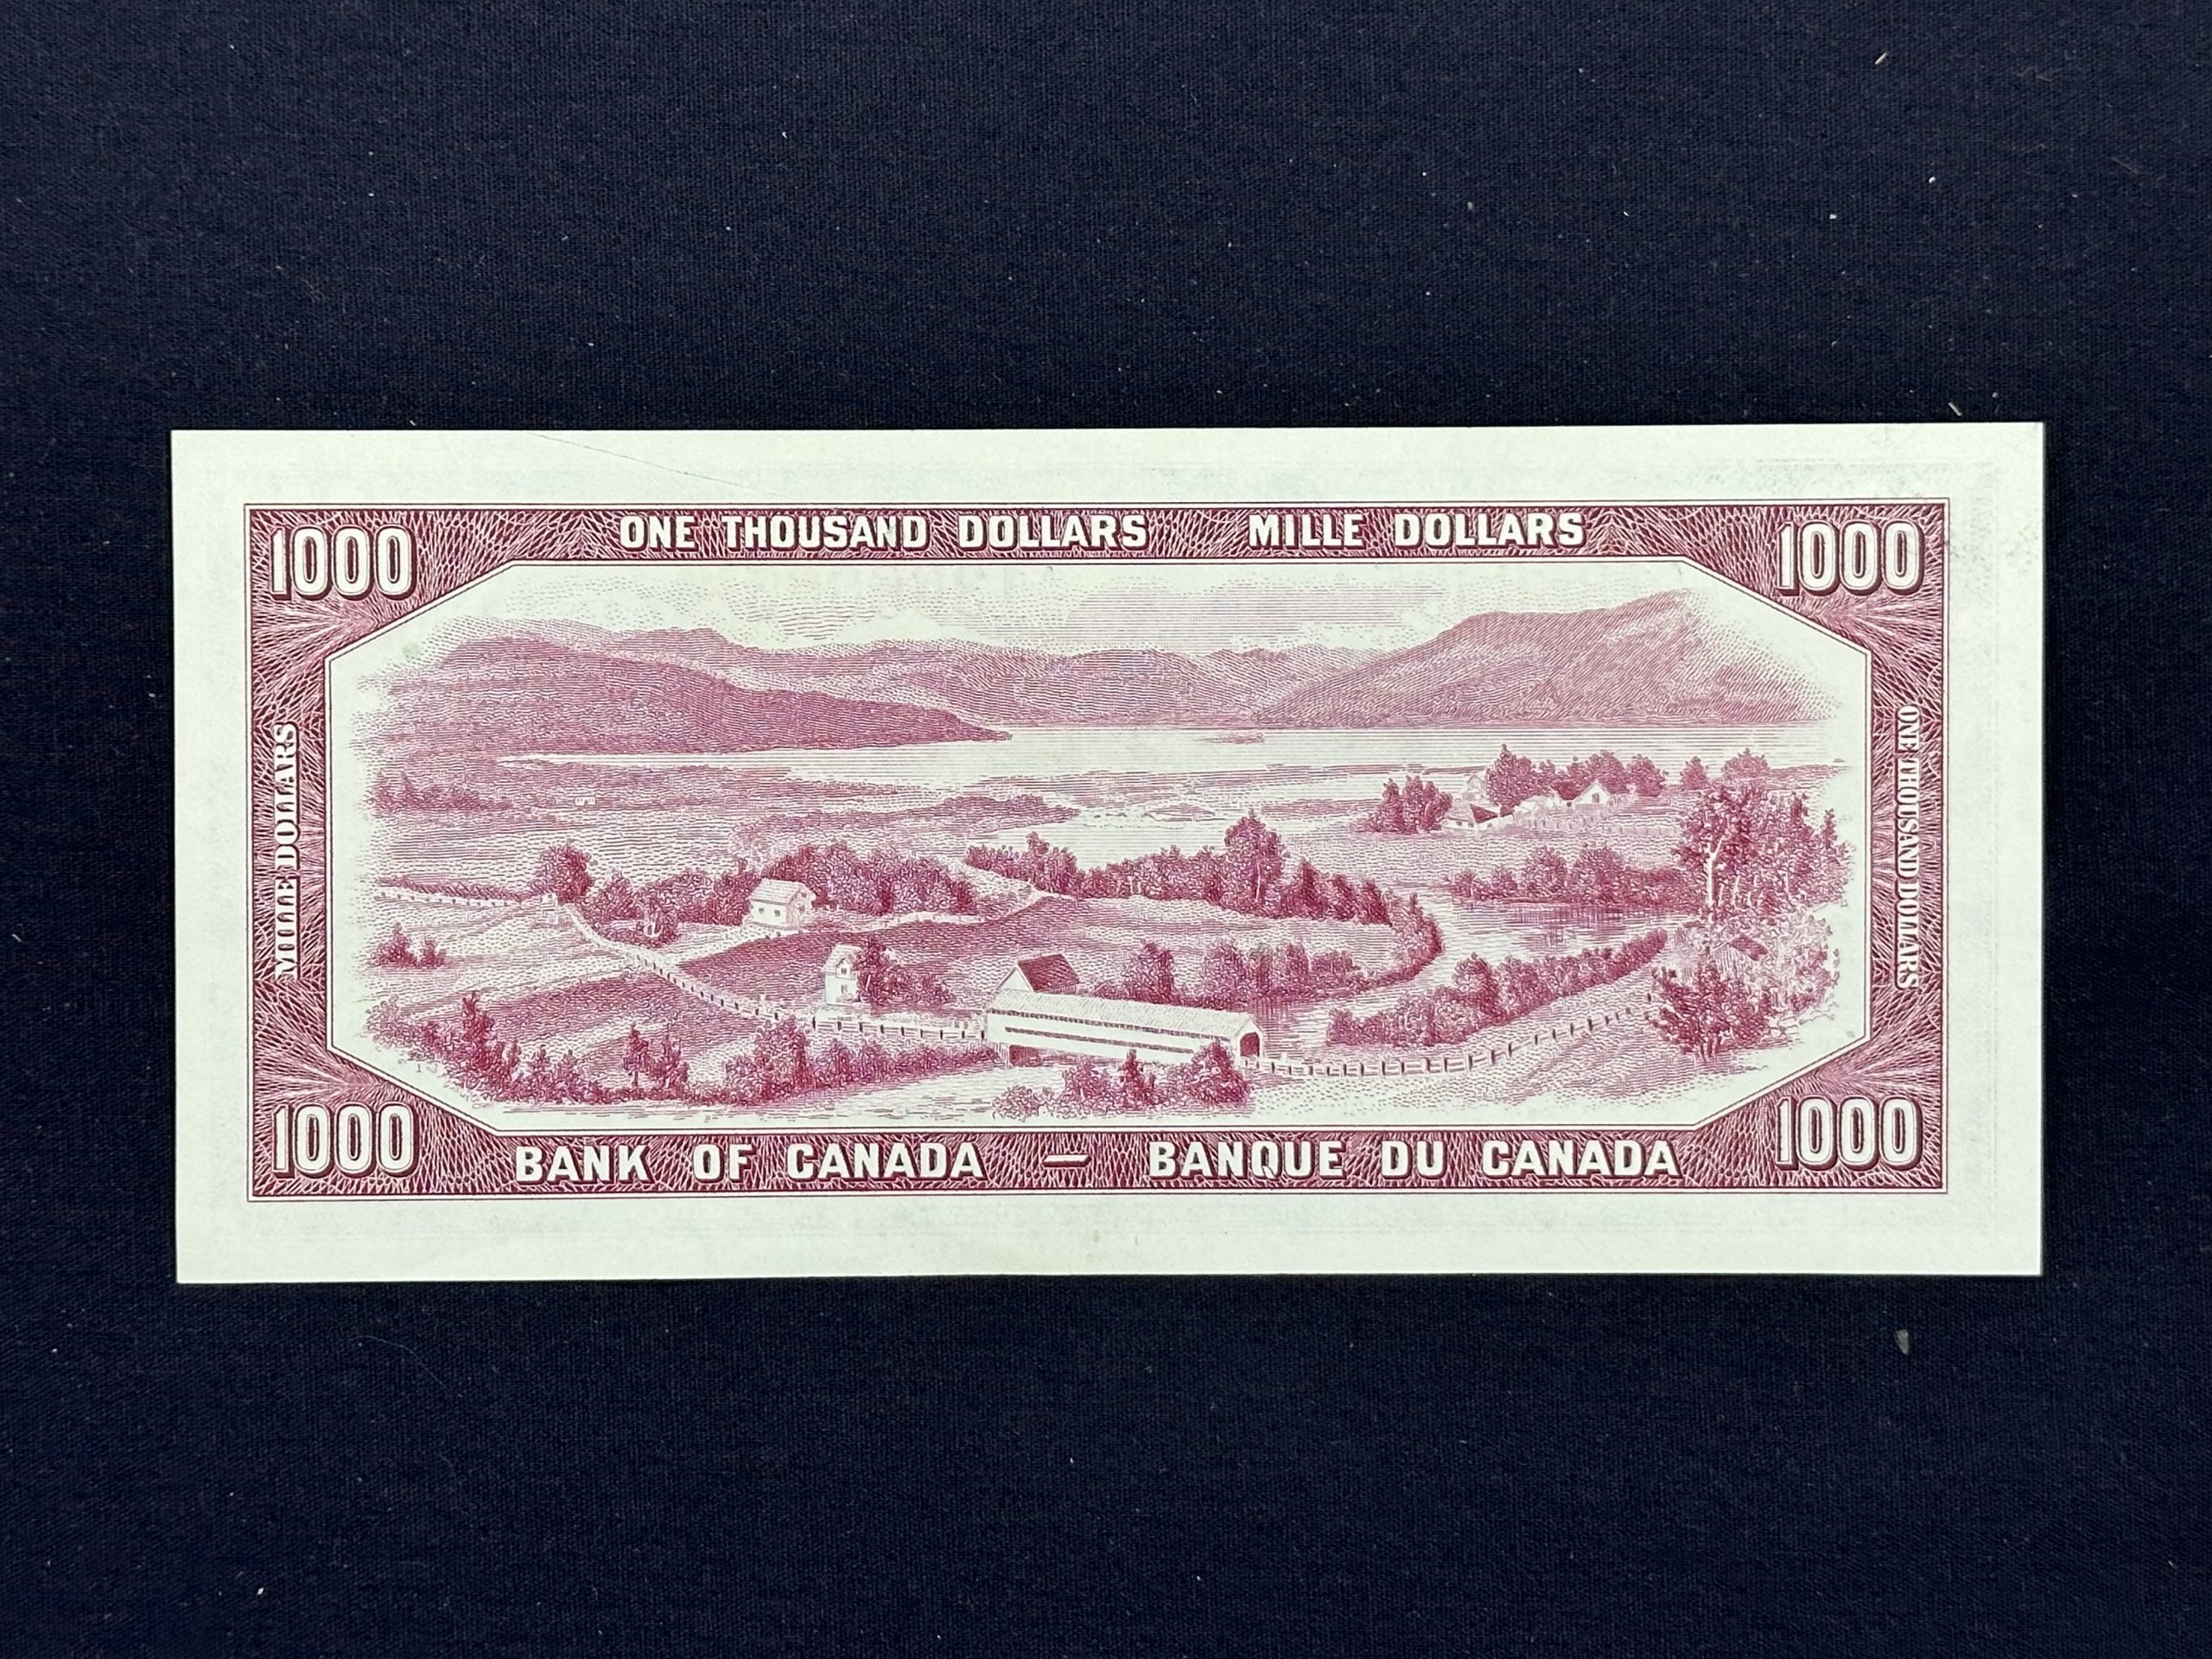 1000 ONE THOUSAND DOLLARS MILLE DOLLARS 1000
MILLE DOLLARS
ONE THOUSAND DOLLARS
1000 BANK OF CANADA — BANQUE DU CANADA 1000